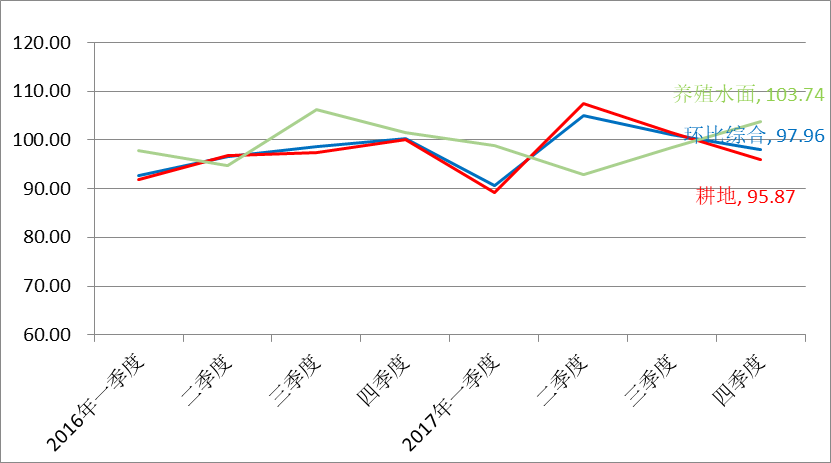 120.00
110.00
100.00
90.00
80.00
70.00
60.00
养殖水面, 103.74
环比综合, 97.96
耕地, 95.87
2016年一季度
二季度
三季度
四季度
2017年一季度
二季度
三季度
四季度